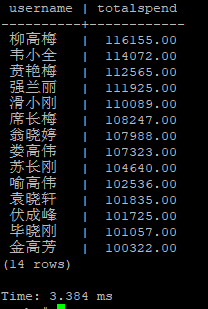 username | totalspend
----------+------------
柳高梅 | 116155.00
韦小全 | 114072.00
贲艳梅 | 112565.00
强兰丽 | 111925.00
滑小刚 | 110089.00
席长梅 | 108247.00
翁晓婷 | 107988.00
娄高伟 | 107323.00
苏长刚 | 104640.00
喻高伟 | 102536.00
袁晓轩 | 101835.00
伏成峰 | 101725.00
毕晓刚 | 101057.00
金高芳 | 100322.00
(14 rows)
Time: 3.384 ms